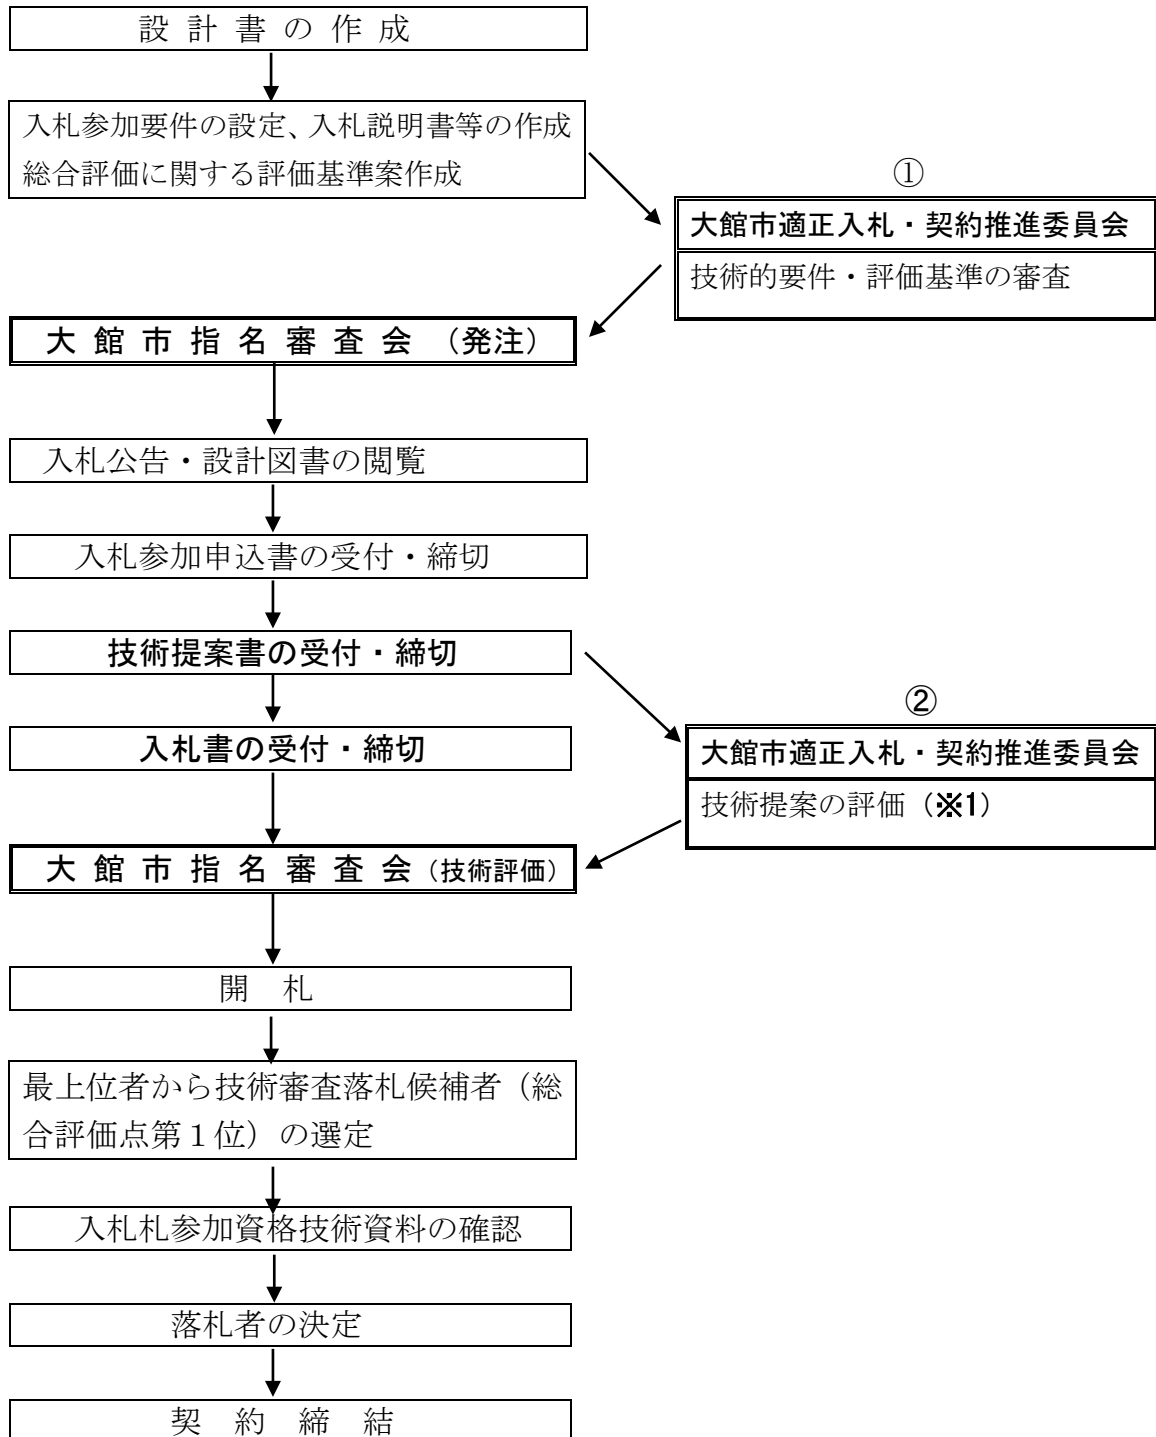 設計書の作成
入札参加要件の設定、入札説明書等の作成
総合評価に関する評価基準案作成
①
大館市適正入札・契約推進委員会
技術的要件・評価基準の審査
大館市指名審査会（発注）
入札公告・設計図書の閲覧
入札参加申込書の受付・締切
技術提案書の受付・締切
②
入札書の受付・締切
大館市適正入札・契約推進委員会
技術提案の評価（※1）
大館市指名審査会（技術評価）
開　札
最上位者から技術審査落札候補者（総
合評価点第１位）の選定
入札札参加資格技術資料の確認
落札者の決定
契約締結